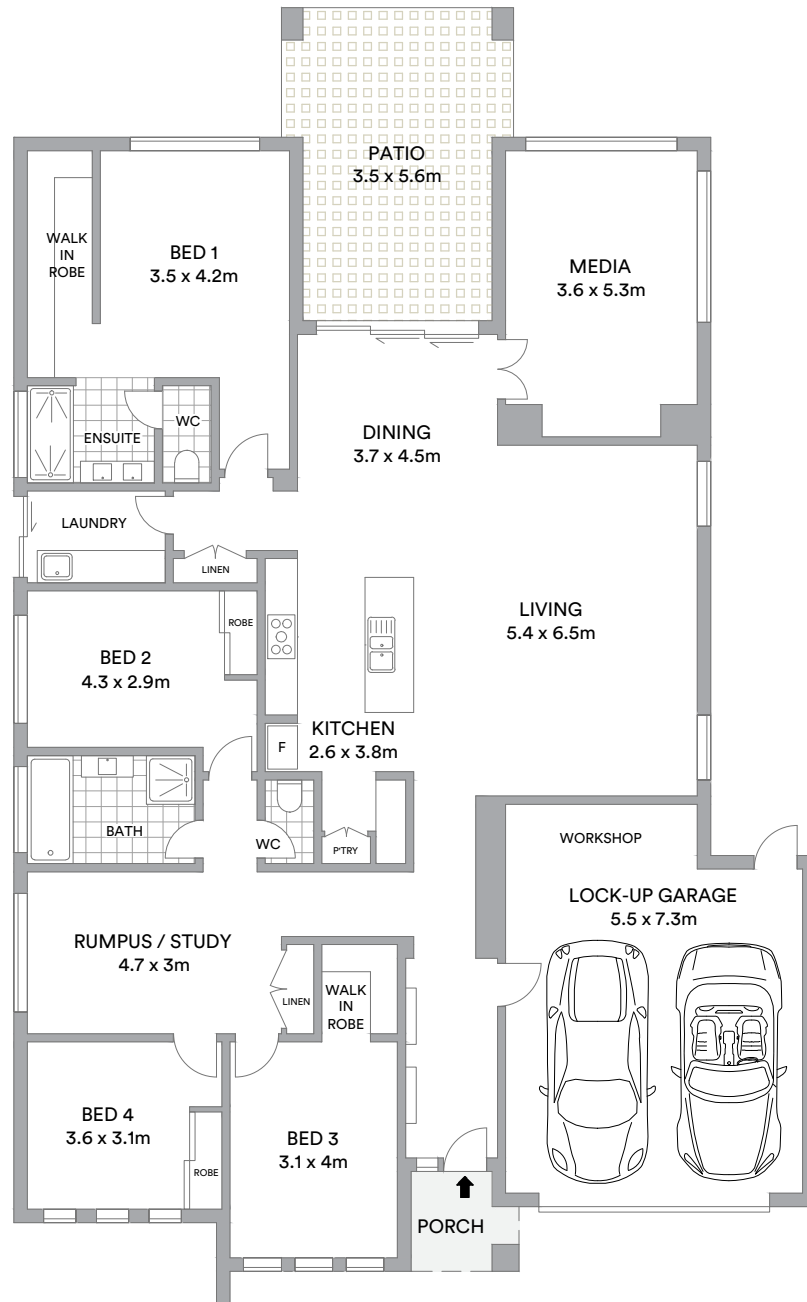 PATIO
3.5 x 5.6m
WALK
IN
ROBE
BED 1
3.5 x 4.2m
MEDIA
3.6 x 5.3m
ENSUITE
WC
DINING
3.7 x 4.5m
LAUNDRY
LINEN
ROBE
BED 2
4.3 x 2.9m
LIVING
5.4 x 6.5m
KITCHEN
2.6 x 3.8m
F
BATH
WC
P'TRY
WORKSHOP
LOCK-UP GARAGE
5.5 x 7.3m
RUMPUS / STUDY
4.7 x 3m
LINEN
WALK
IN
ROBE
BED 4
3.6 x 3.1m
ROBE
BED 3
3.1 x 4m
PORCH